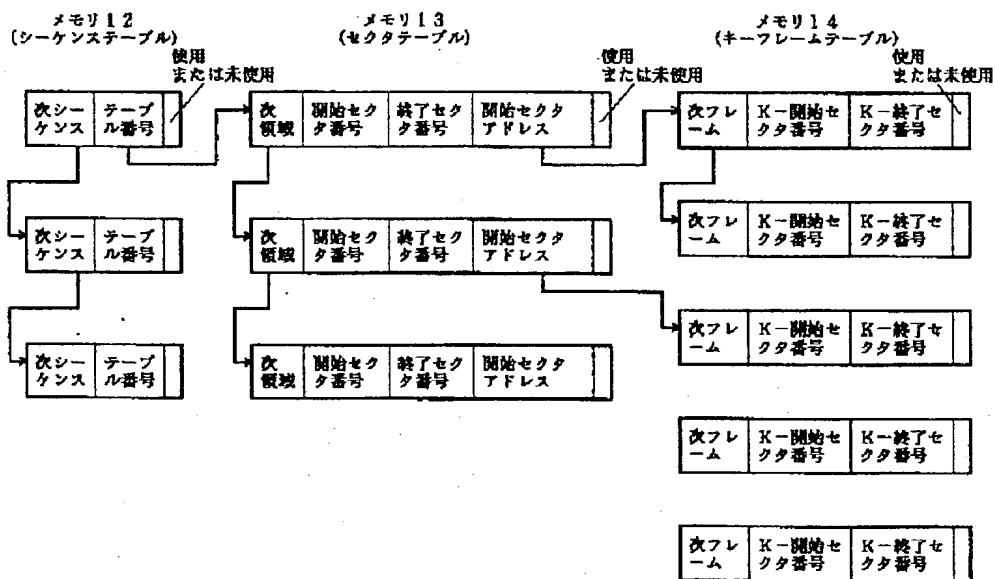 メモリ12
(シーケンステーブル)
使用
または未使用
次シー
ケンス
テーブ
ル番号
次シー
ケンス
テーブ
ル番号
次シー
ケンス
テーブ
ル番号
メモリ13
(セクタテーブル)
使用
または未使用
次
領域
開始セク
タ番号
終了セク
タ番号
開始セクタ
アドレス
次
領域
開始セク
タ番号
終了セク
タ番号
開始セクタ
アドレス
次
領域
開始セク
タ番号
終了セク
タ番号
開始セクタ
アドレス
メモリ14
(キーフレームテーブル)
使用
または未使用
次フレ
ーム
K-開始セ
クタ番号
K-終了セ
クタ番号
次フレ
ーム
K-開始セ
クタ番号
K-終了セ
クタ番号
次フレ
ーム
K-開始セ
クタ番号
K-終了セ
クタ番号
次フレ
ーム
K-開始セ
クタ番号
K-終了セ
クタ番号
次フレ
ーム
K-開始セ
クタ番号
K-終了セ
クタ番号